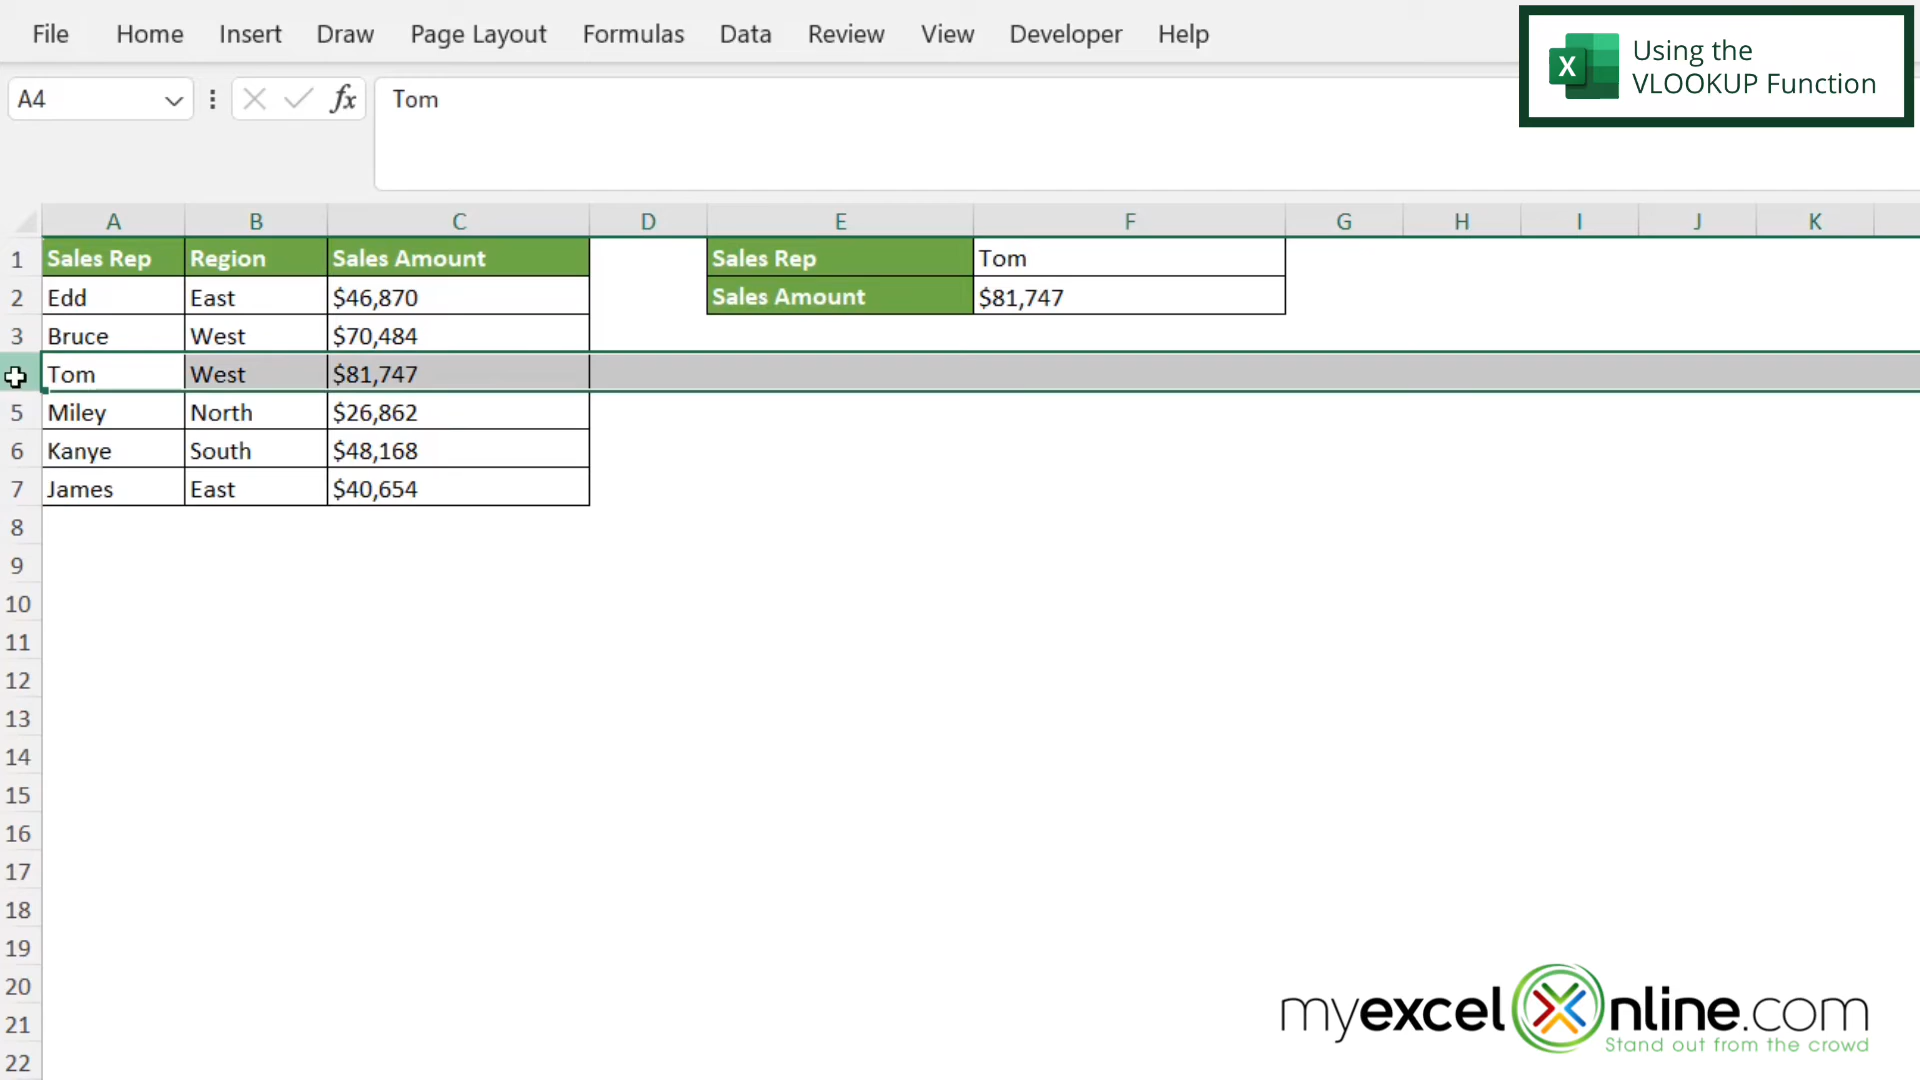 File Home Insert Draw Page Layout Formulas Data Review View Developer Help
X Using the
VLOOKUP Function
A4 fx Tom
A B C D E F G H I J K
1 Sales Rep Region Sales Amount Sales Rep Tom
2 Edd East $46,870 Sales Amount $81,747
3 Bruce West $70,484
Tom West $81,747
5 Miley North $26,862
6 Kanye South $48,168
7 James East $40,654
8
9
10
11
12
13
14
15
16
17
18
19
20
21
22
myexcelonline.com
Stand out from the crowd